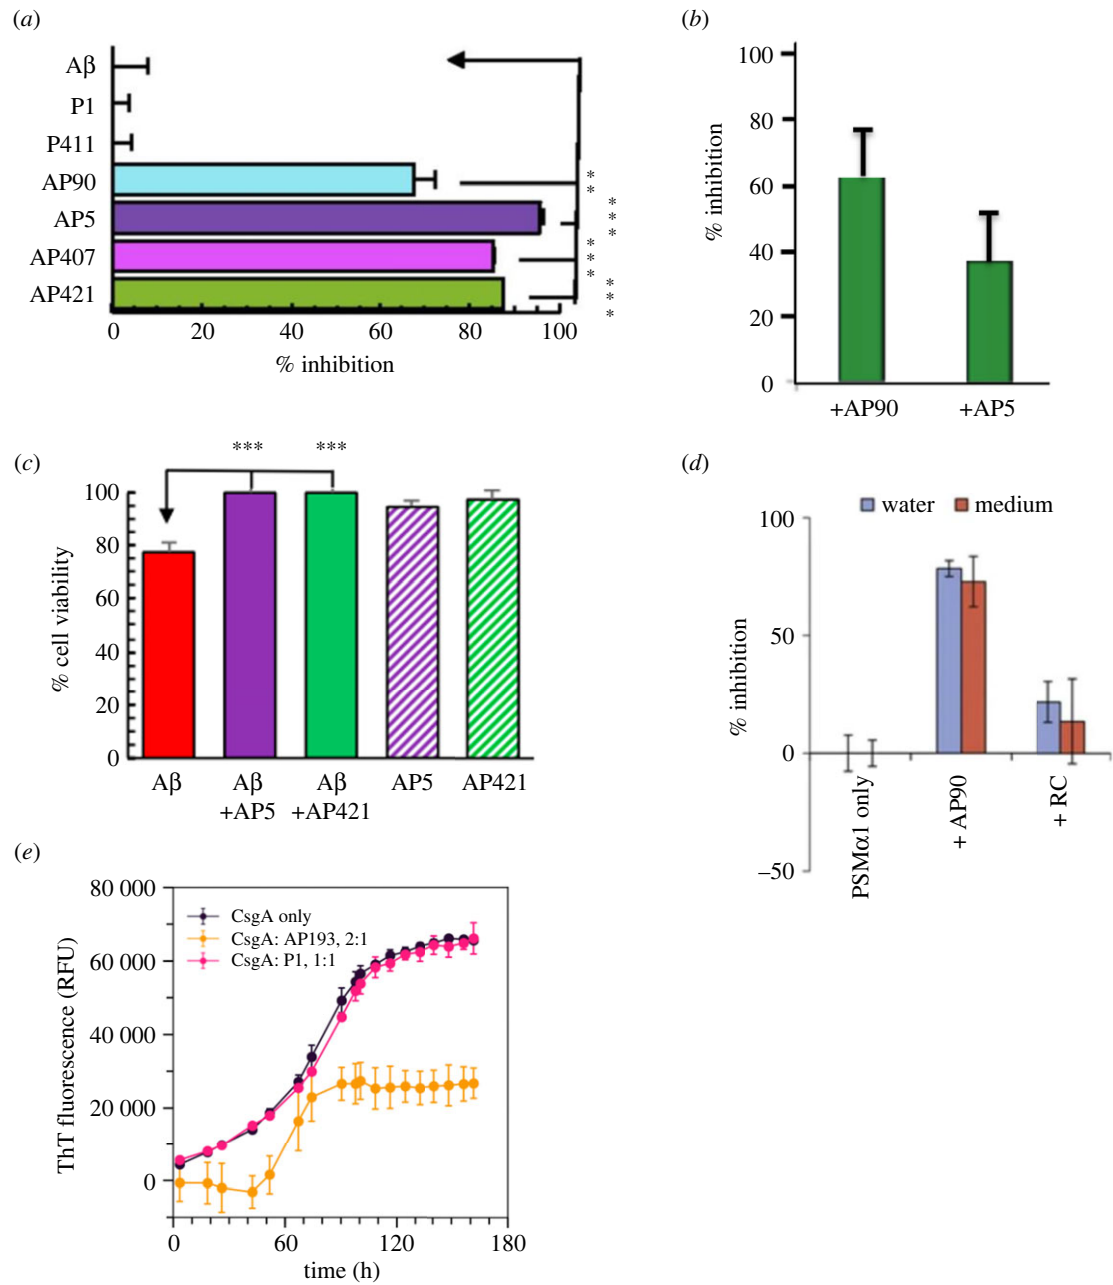 (a)
Aβ
P1
P411
AP90
AP5
AP407
AP421
* *
* * *
* * *
* * *
0 20 40 60 80 100
% inhibition
(b)
100
80
60
40
20
0
% inhibition
+AP90 +AP5
(c)
*** ***
100
80
60
40
20
0
% cell viability
Aβ Aβ Aβ AP5 AP421
+AP5 +AP421
(d)
water medium
100
50
0
–50
% inhibition
PSMα1 only
+ AP90
+ RC
(e)
80 000
60 000
40 000
20 000
0
ThT fluorescence (RFU)
CsgA only
CsgA: AP193, 2:1
CsgA: P1, 1:1
0 60 120 180
time (h)